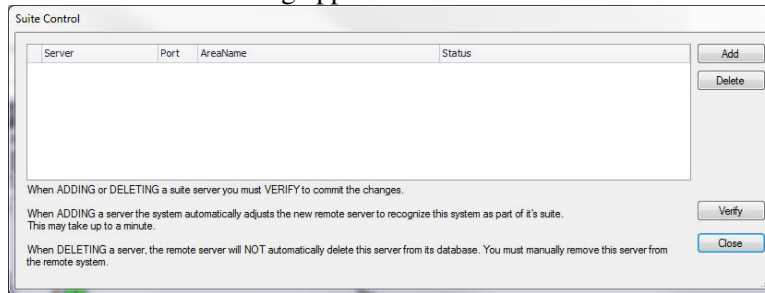 Suite Control
Server Port AreaName Status
Add
Delete
When ADDING or DELETING a suite server you must VERIFY to commit the changes.
When ADDING a server the system automatically adjusts the new remote server to recognize this system as part of it's suite.
This may take up to a minute.
Verify
When DELETING a server, the remote server will NOT automatically delete this server from its database. You must manually remove this server from
the remote system.
Close